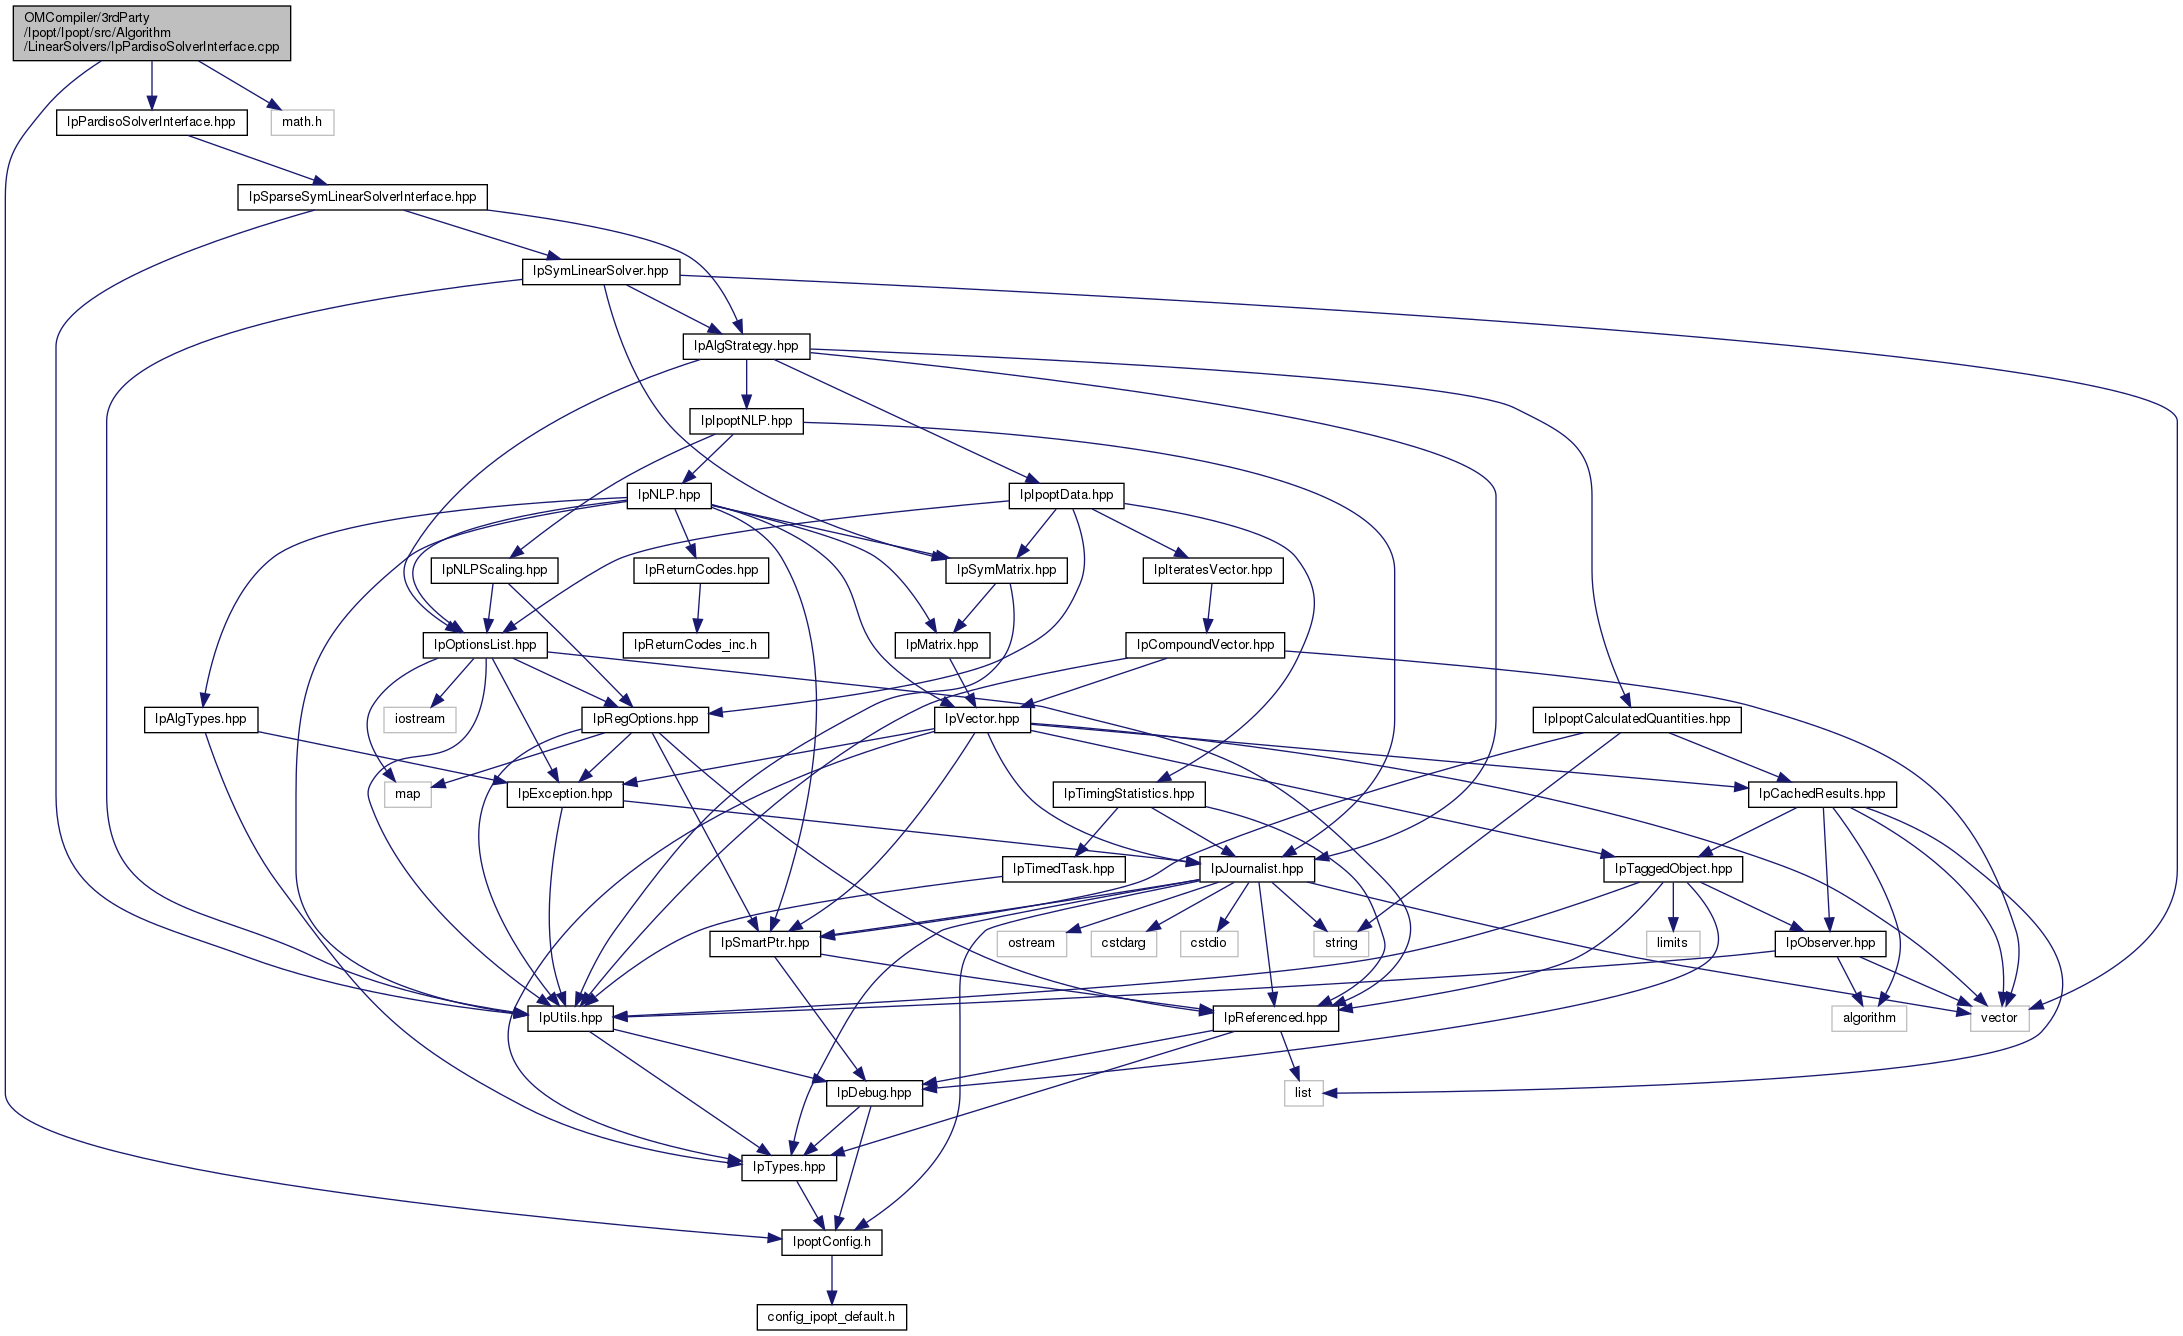 OMCompiler/3rdParty
/Ipopt/Ipopt/src/Algorithm
/LinearSolvers/IpPardisoSolverInterface.cpp
IpPardisoSolverInterface.hpp
math.h
IpSparseSymLinearSolverInterface.hpp
IpSymLinearSolver.hpp
IpAlgStrategy.hpp
IpIpoptNLP.hpp
IpNLP.hpp
IpIpoptData.hpp
IpNLPScaling.hpp
IpReturnCodes.hpp
IpSymMatrix.hpp
IpIteratesVector.hpp
IpOptionsList.hpp
IpReturnCodes_inc.h
IpMatrix.hpp
IpCompoundVector.hpp
IpAlgTypes.hpp
iostream
IpRegOptions.hpp
IpVector.hpp
IpIpoptCalculatedQuantities.hpp
map
IpException.hpp
IpTimingStatistics.hpp
IpCachedResults.hpp
IpTimedTask.hpp
IpJournalist.hpp
IpTaggedObject.hpp
IpSmartPtr.hpp
ostream
cstdarg
cstdio
string
limits
IpObserver.hpp
IpUtils.hpp
IpReferenced.hpp
algorithm
vector
IpDebug.hpp
list
IpTypes.hpp
IpoptConfig.h
config_ipopt_default.h